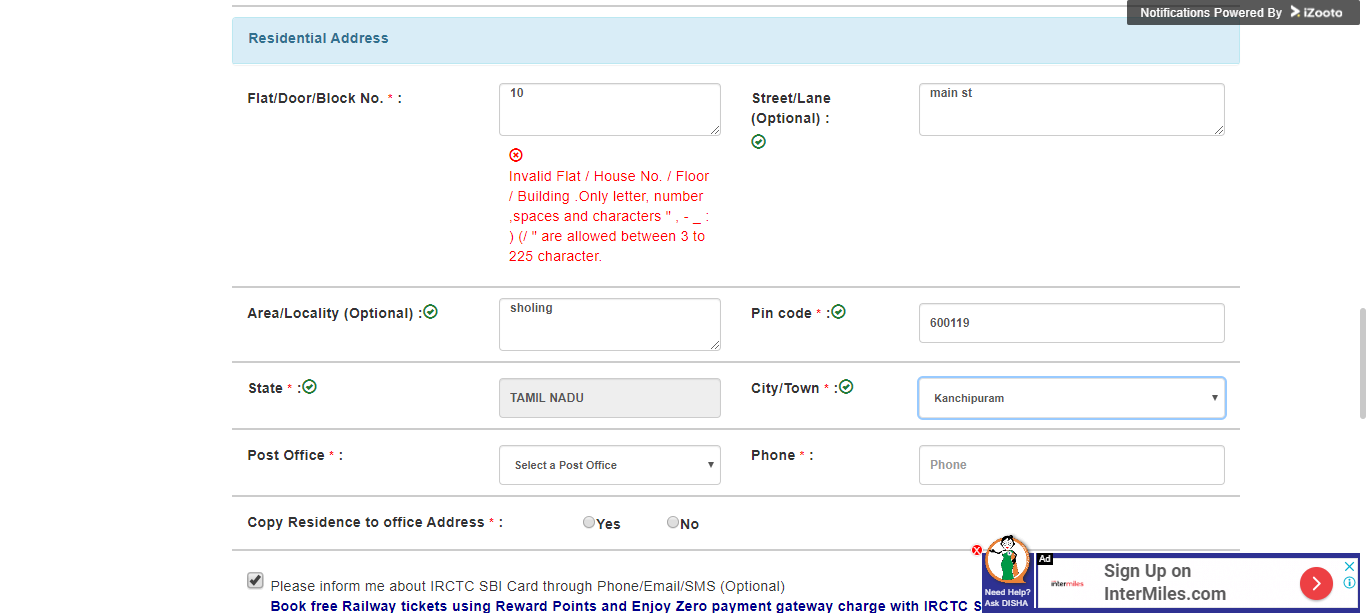 Notifications Powered By iZooto
Residential Address
Flat/Door/Block No. * :
10
Street/Lane
(Optional) :
main st
Invalid Flat / House No. / Floor
/ Building .Only letter, number
,spaces and characters " , - _ :
) (/ " are allowed between 3 to
225 character.
Area/Locality (Optional) :
sholing
Pin code * :
600119
State * :
TAMIL NADU
City/Town * :
Kanchipuram
Post Office * :
Select a Post Office
Phone * :
Phone
Copy Residence to office Address * :
Yes
No
Please inform me about IRCTC SBI Card through Phone/Email/SMS (Optional)
Book free Railway tickets using Reward Points and Enjoy Zero payment gateway charge with IRCTC S
Need Help?
Ask DISHA
Ad
intermiles
Sign Up on
InterMiles.com